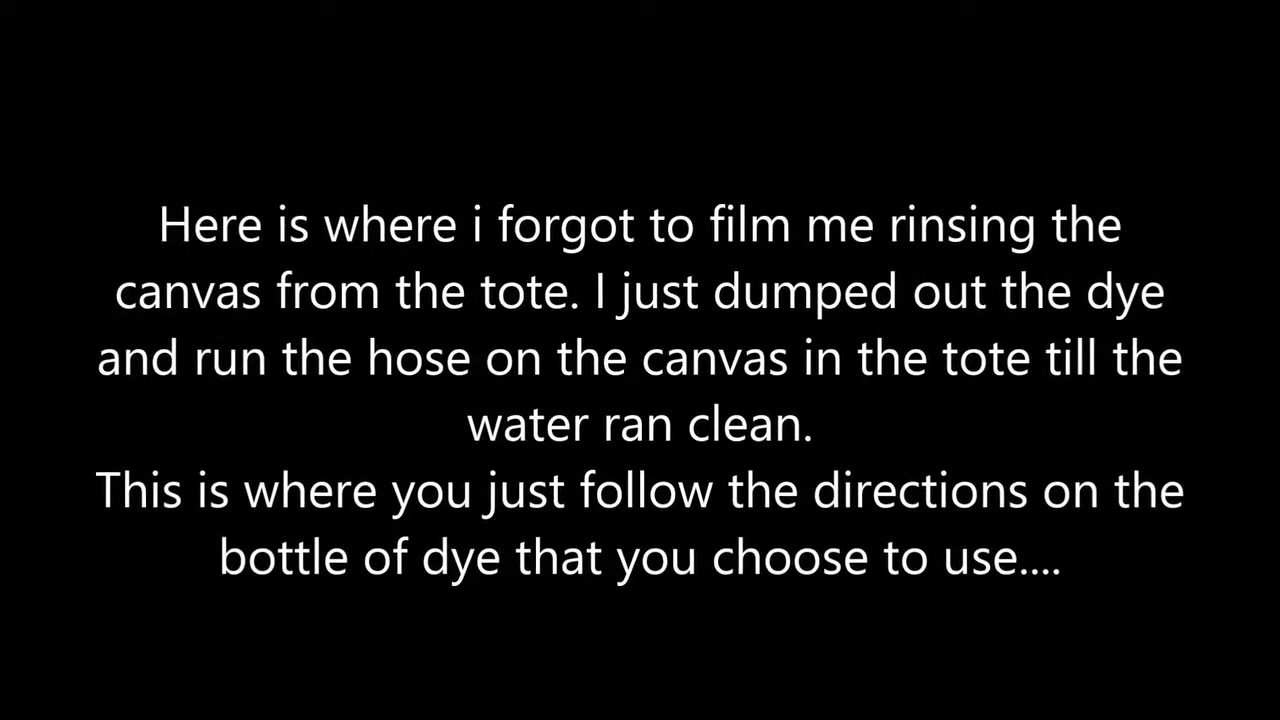 Here is where i forgot to film me rinsing the
canvas from the tote. I just dumped out the dye
and run the hose on the canvas in the tote till the
water ran clean.
This is where you just follow the directions on the
bottle of dye that you choose to use....